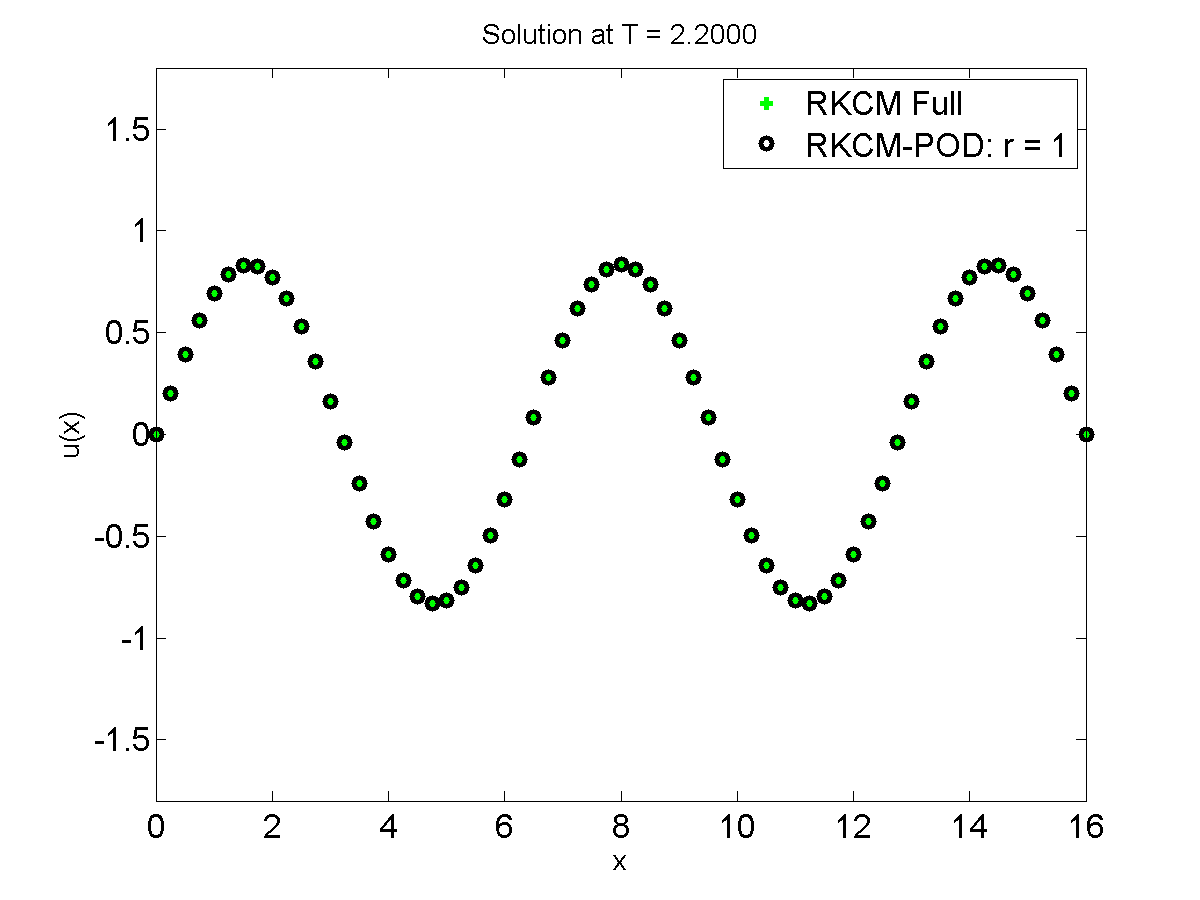 Solution at T = 2.2000
RKCM Full
RKCM-POD: r = 1
1.5
1
0.5
0
-0.5
-1
-1.5
u(x)
0 2 4 6 8 10 12 14 16
x